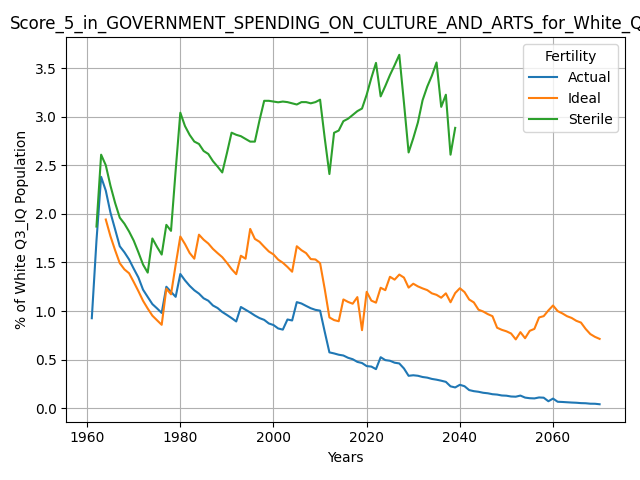 Score_5_in_GOVERNMENT_SPENDING_ON_CULTURE_AND_ARTS_for_White_Q
Fertility
Actual
Ideal
Sterile
% of White Q3_IQ Population
3.5
3.0
2.5
2.0
1.5
1.0
0.5
0.0
1960 1980 2000 2020 2040 2060
Years